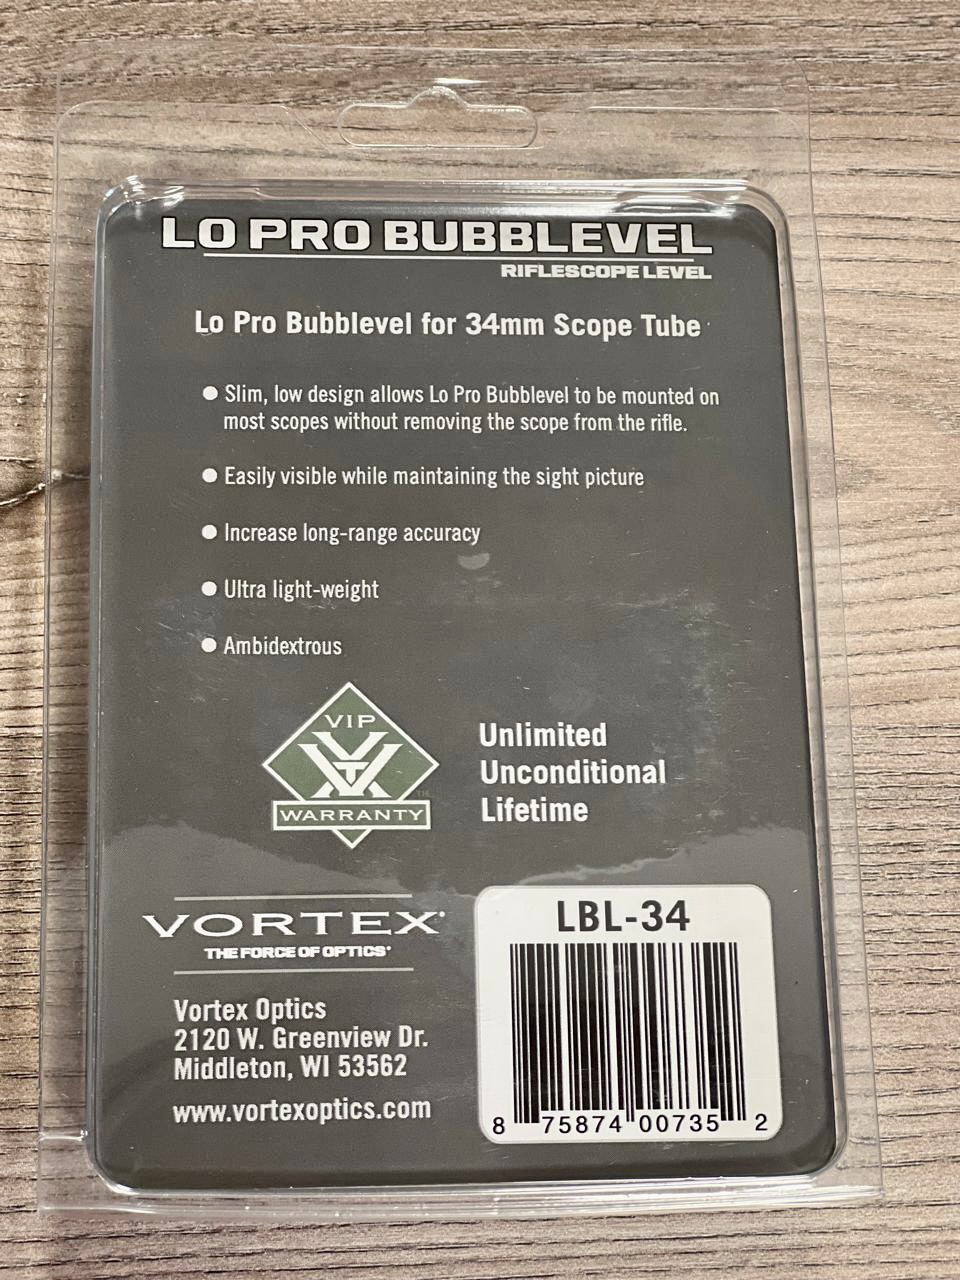 LO PRO BUBBLEVEL
RIFLESCOPE LEVEL
Lo Pro Bubblevel for 34mm Scope Tube
● Slim, low design allows Lo Pro Bubblevel to be mounted on
most scopes without removing the scope from the rifle.
● Easily visible while maintaining the sight picture
● Increase long-range accuracy
● Ultra light-weight
● Ambidextrous
VIP
WARRANTY
TM
Unlimited
Unconditional
Lifetime
VORTEX®
THE FORCE OF OPTICS®
Vortex Optics
2120 W. Greenview Dr.
Middleton, WI 53562
www.vortexoptics.com
LBL-34
8 75874 00735 2